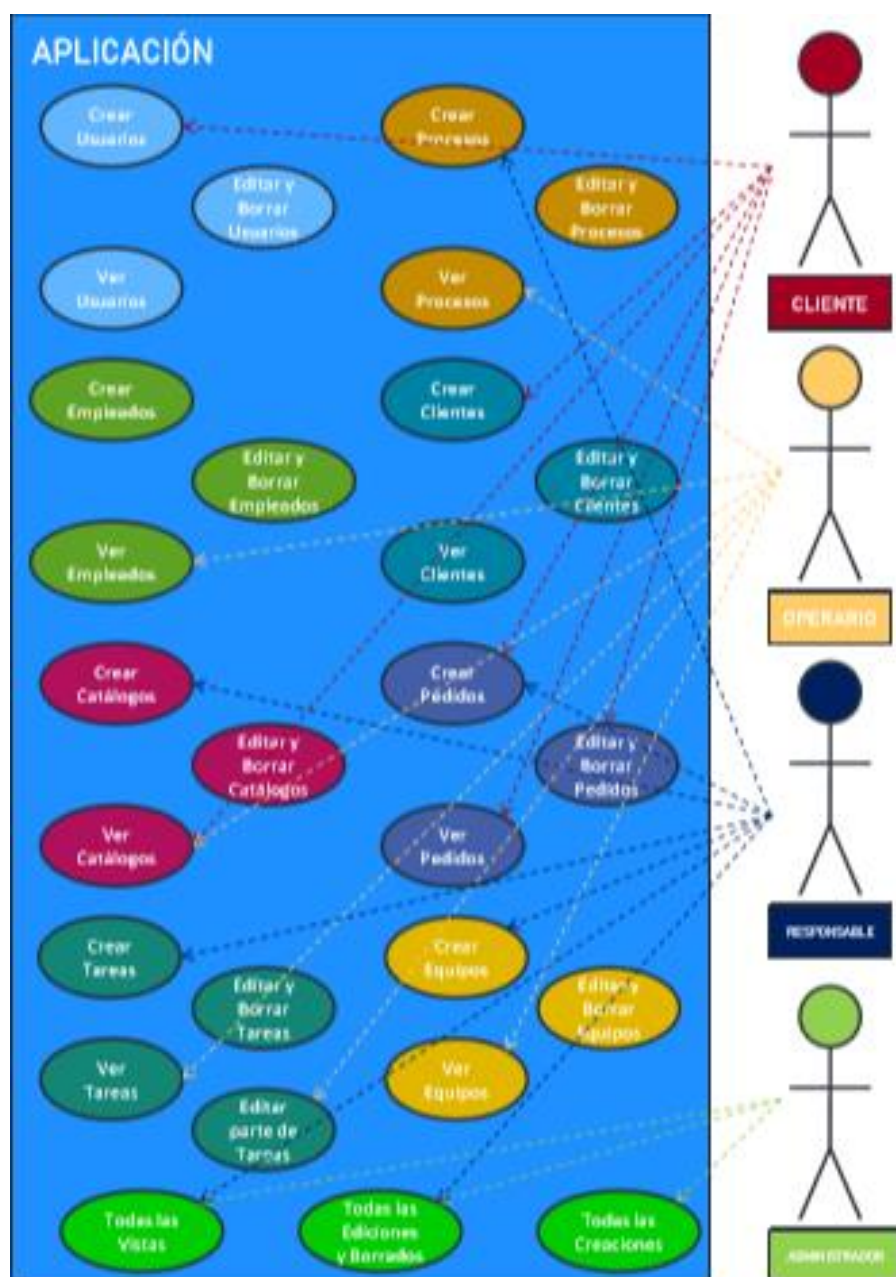 APLICACIÓN
Crear
Usuarios
Crear
Procesos
Editar y
Borrar
Usuarios
Editar y
Borrar
Procesos
Ver
Usuarios
Ver
Procesos
CLIENTE
Crear
Empleados
Crear
Clientes
Editar y
Borrar
Empleados
Editar y
Borrar
Clientes
Ver
Empleados
Ver
Clientes
OPERARIO
Crear
Catálogos
Crear
Pédidos
Editar y
Borrar
Catálogos
Editar y
Borrar
Pedidos
Ver
Catálogos
Ver
Pedidos
RESPONSABLE
Crear
Tareas
Crear
Equipos
Editar y
Borrar
Tareas
Editar y
Borrar
Equipos
Ver
Tareas
Ver
Equipos
Editar
parte de
Tareas
Todas las
Vistas
Todas las
Ediciones
y Borrados
Todas las
Creaciones
ADMINISTRADOR